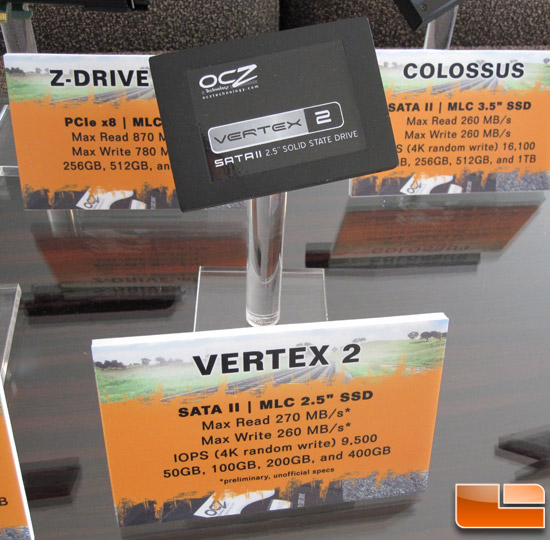 Z-DRIVE
PCIe x8 | MLC
Max Read 870 M
Max Write 780 M
256GB, 512GB, an
OCZ
Technology
ocztechnology.com
VERTEX 2
SATA II 2.5" SOLID STATE DRIVE
COLOSSUS
SATA II | MLC 3.5" SSD
Max Read 260 MB/s
Max Write 260 MB/s
(4K random write) 16,100
256GB, 512GB, and 1TB
VERTEX 2
SATA II | MLC 2.5" SSD
Max Read 270 MB/s*
Max Write 260 MB/s*
IOPS (4K random write) 9,500
50GB, 100GB, 200GB, and 400GB
*preliminary, unofficial specs